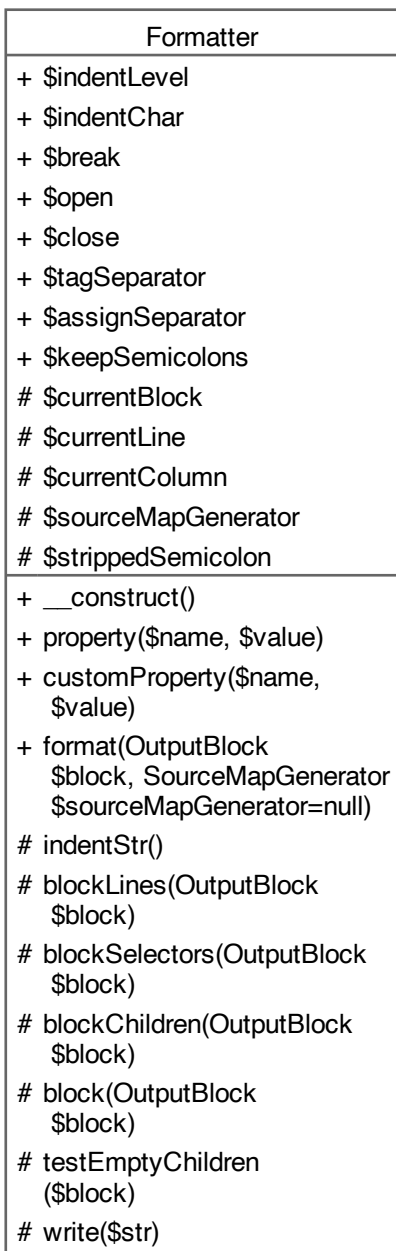 Formatter
+ $indentLevel
+ $indentChar
+ $break
+ $open
+ $close
+ $tagSeparator
+ $assignSeparator
+ $keepSemicolons
# $currentBlock
# $currentLine
# $currentColumn
# $sourceMapGenerator
# $strippedSemicolon
+ __construct()
+ property($name, $value)
+ customProperty($name,
$value)
+ format(OutputBlock
$block, SourceMapGenerator
$sourceMapGenerator=null)
# indentStr()
# blockLines(OutputBlock
$block)
# blockSelectors(OutputBlock
$block)
# blockChildren(OutputBlock
$block)
# block(OutputBlock
$block)
# testEmptyChildren
($block)
# write($str)